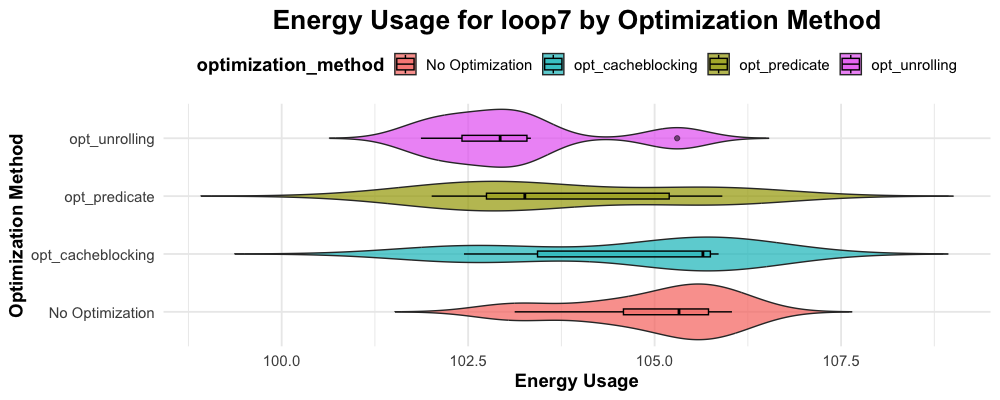 Energy Usage for loop7 by Optimization Method
optimization_method No Optimization opt_cacheblocking opt_predicate opt_unrolling
Optimization Method
opt_unrolling
opt_predicate
opt_cacheblocking
No Optimization
100.0 102.5 105.0 107.5
Energy Usage